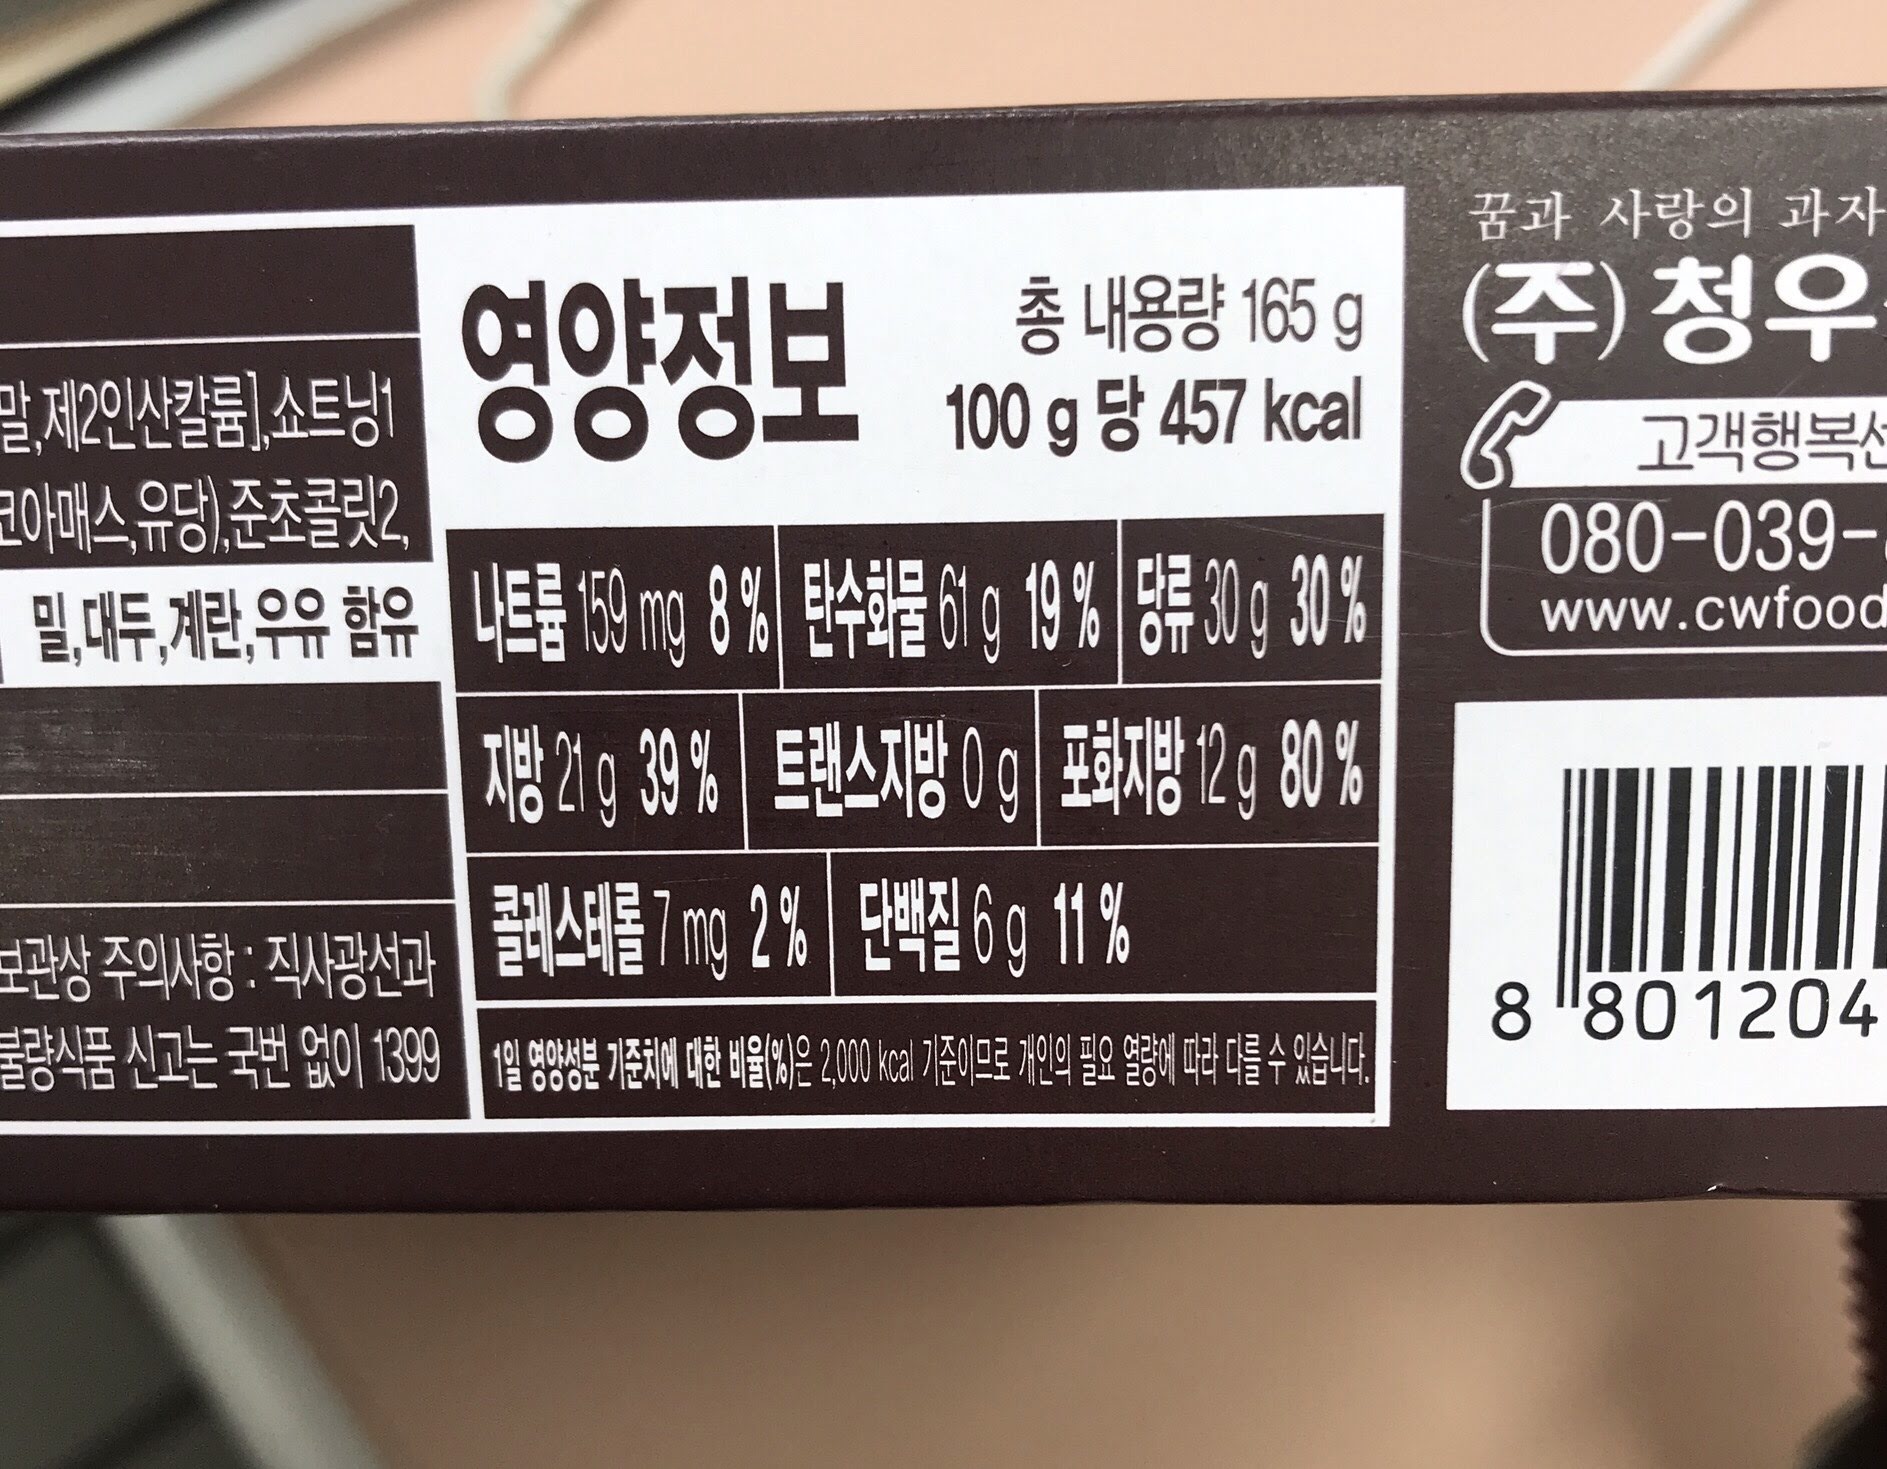 말,제2인산칼륨],쇼트닝1
코아매스,유당),준초콜릿2,
밀,대두,계란,우유 함유
보관상 주의사항 : 직사광선과
불량식품 신고는 국번 없이 1399
영양정보
총 내용량 165 g
100 g 당 457 kcal
나트륨 159 mg 8 % 탄수화물 61 g 19 % 당류 30 g 30 %
지방 21 g 39 % 트랜스지방 0 g 포화지방 12 g 80 %
콜레스테롤 7 mg 2 % 단백질 6 g 11 %
1일 영양성분 기준치에 대한 비율(%)은 2,000 kcal 기준이므로 개인의 필요 열량에 따라 다를 수 있습니다.
꿈과 사랑의 과자
(주) 청우
고객행복
080-039-
www.cwfood
8 801204